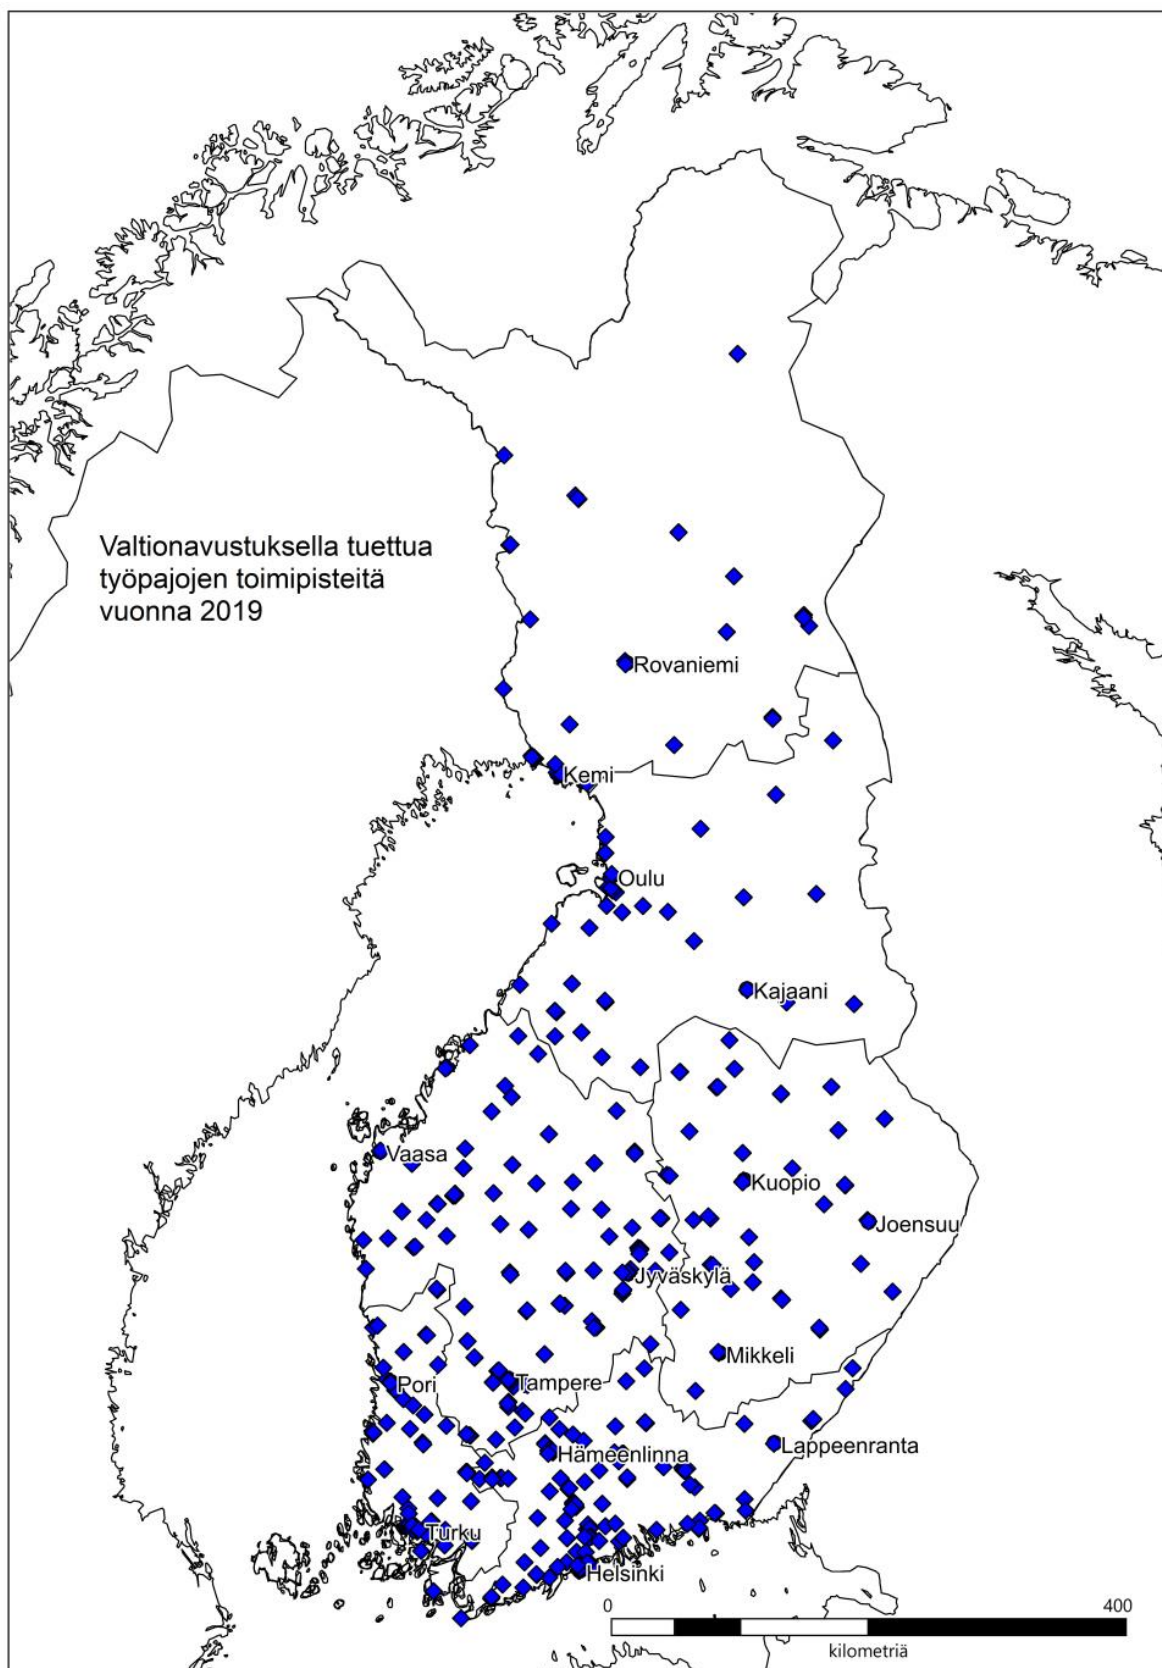 Valtionavustuksella tuettua
työpajojen toimipisteitä
vuonna 2019
Rovaniemi
Kemi
Oulu
Kajaani
Vaasa
Kuopio
Joensuu
Jyväskylä
Mikkeli
Pori
Tampere
Lappeenranta
Hämeenlinna
Turku
Helsinki
0 400
kilometriä